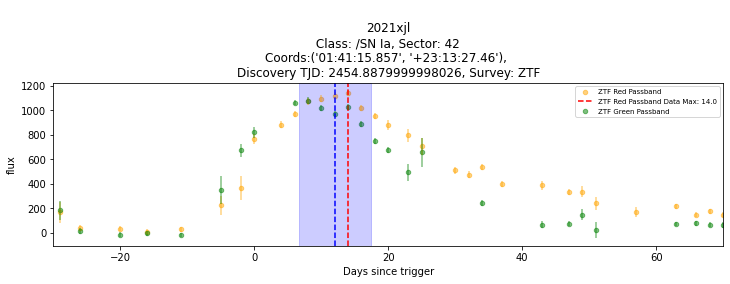 2021xjl
Class: /SN Ia, Sector: 42
Coords:('01:41:15.857', '+23:13:27.46'),
Discovery TJD: 2454.8879999998026, Survey: ZTF
1200
1000
800
600
400
200
0
flux
ZTF Red Passband
ZTF Red Passband Data Max: 14.0
ZTF Green Passband
−20
0
20
40
60
Days since trigger